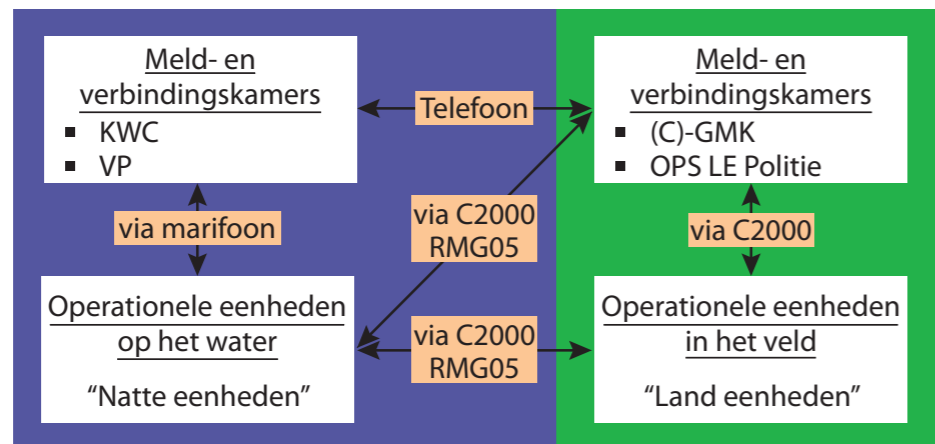 Meld- en
verbindingskamers
▪ KWC
▪ VP
Telefoon
Meld- en
verbindingskamers
▪ (C)-GMK
▪ OPS LE Politie
via marifoon
via C2000
RMG05
via C2000
Operationele eenheden
op het water
“Natte eenheden”
via C2000
RMG05
Operationele eenheden
in het veld
“Land eenheden”